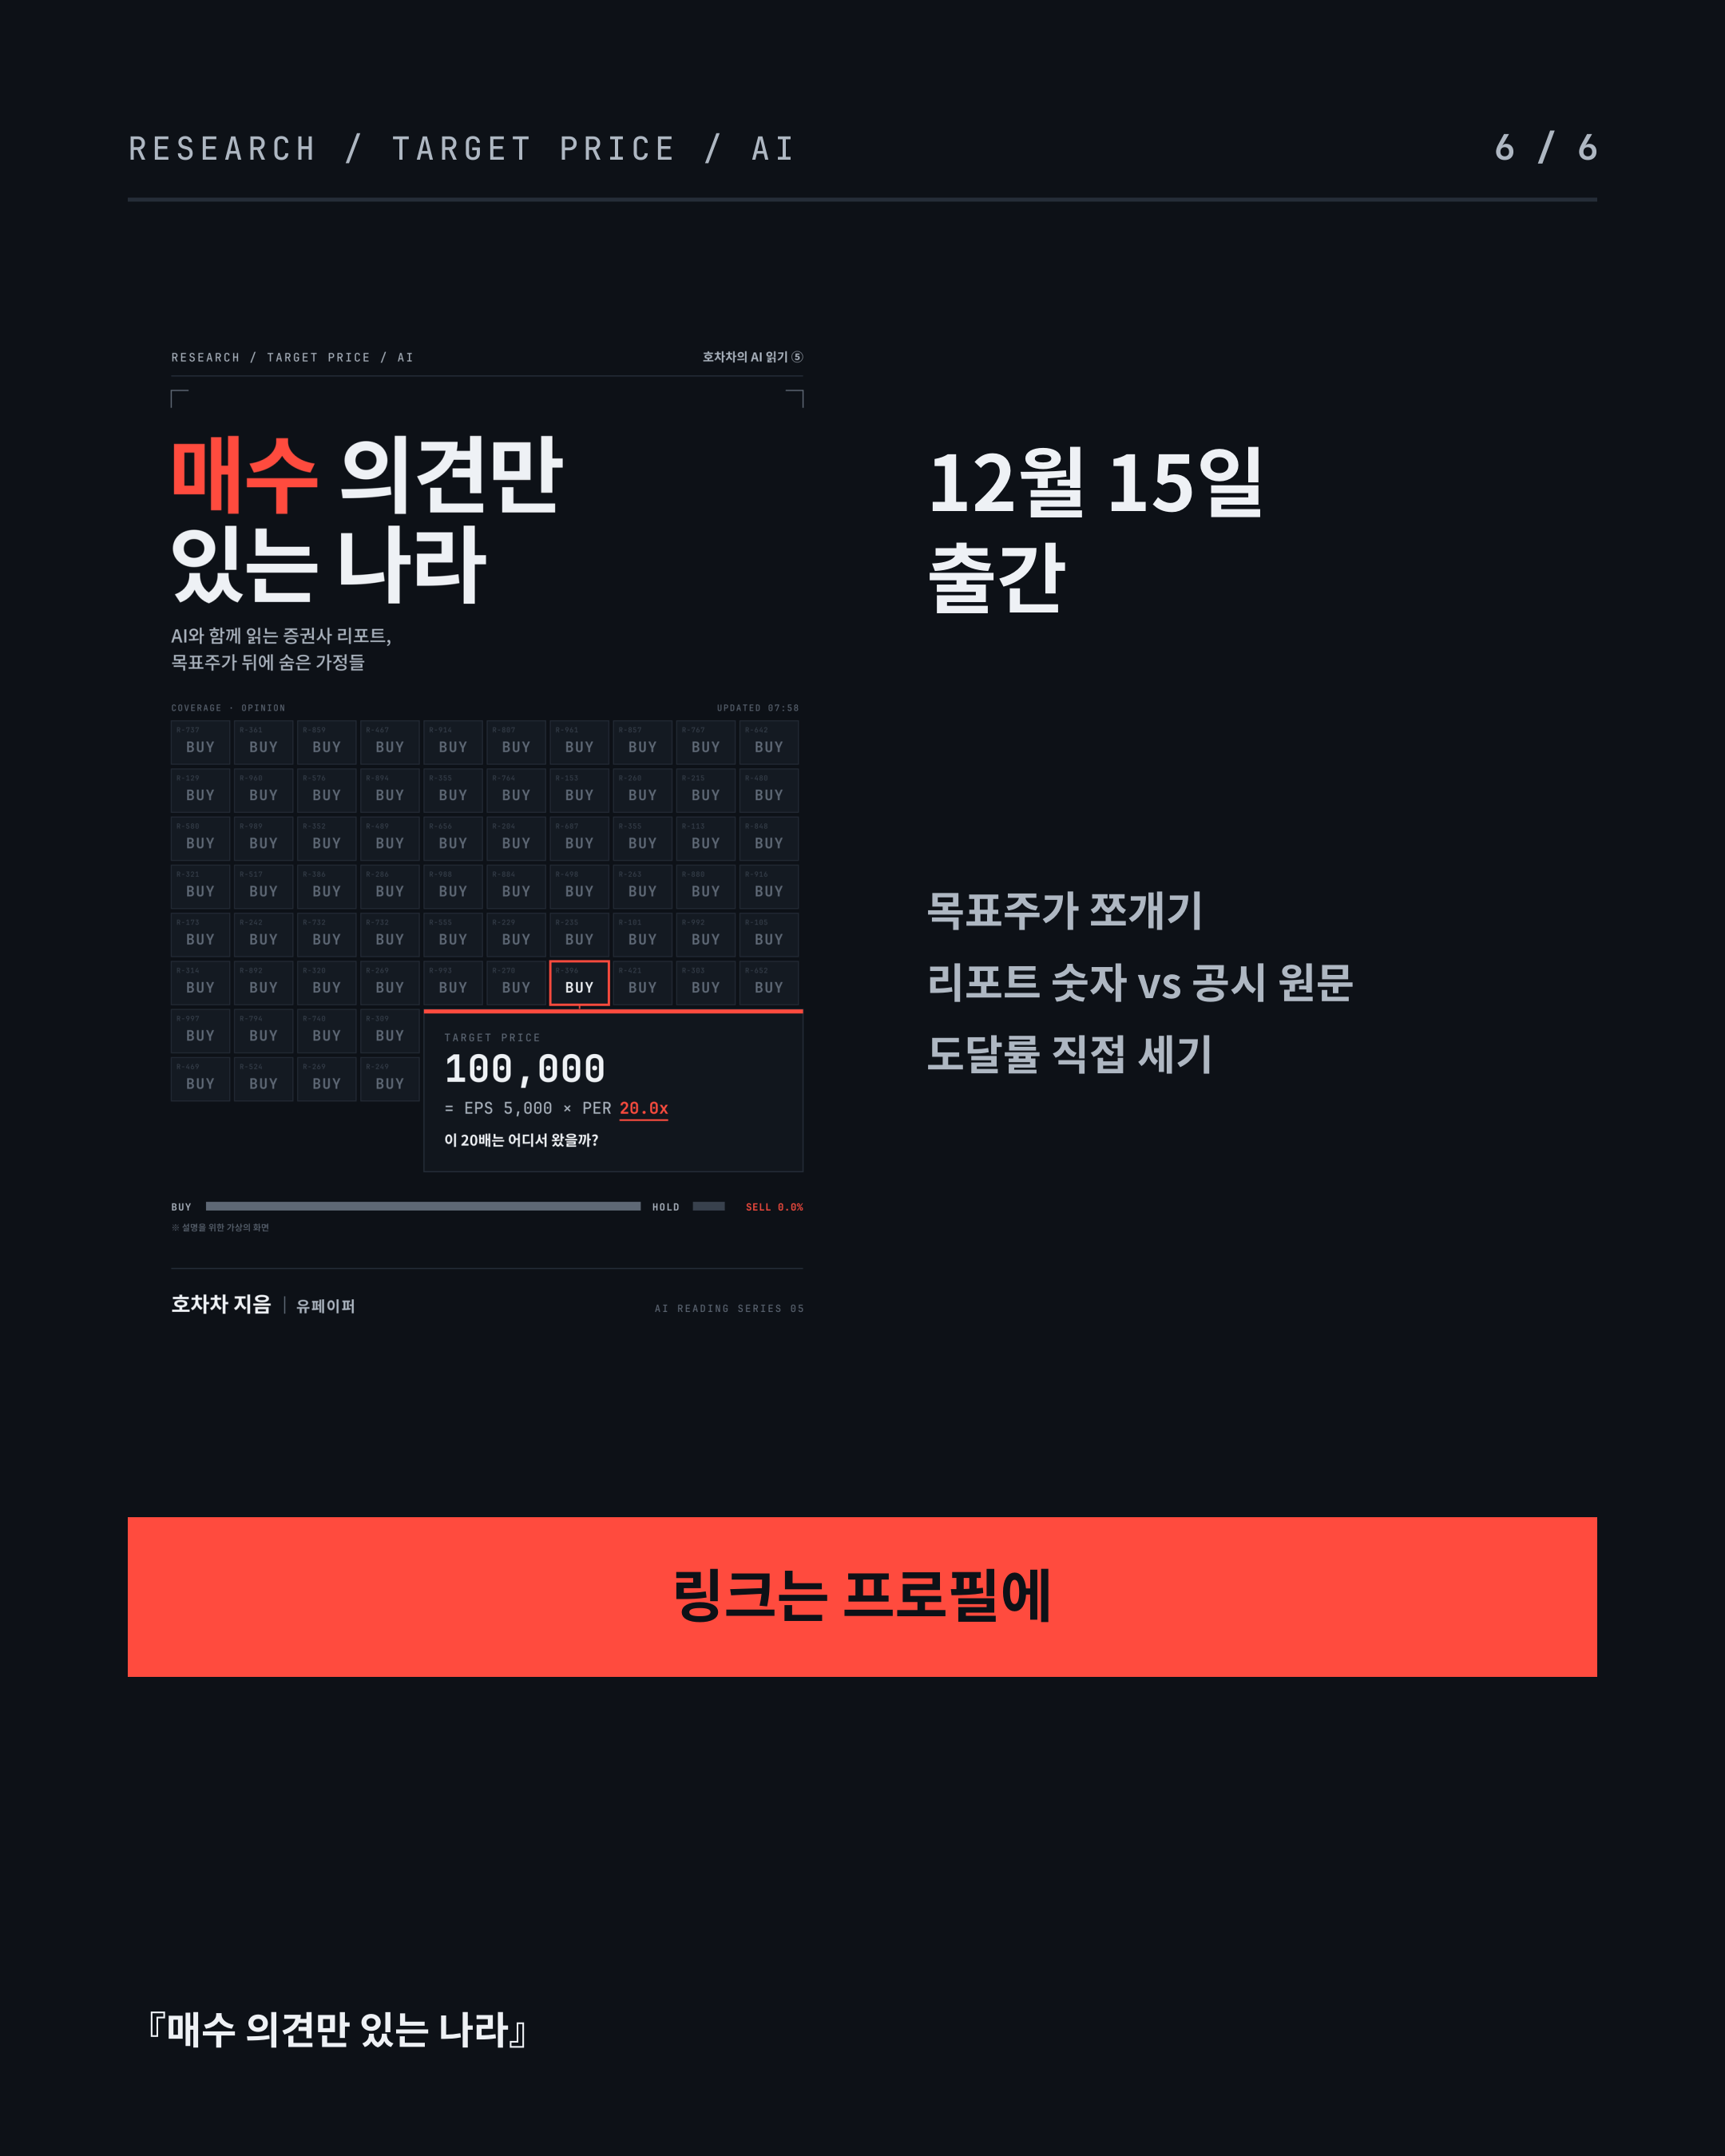 RESEARCH / TARGET PRICE / AI
6 / 6
RESEARCH / TARGET PRICE / AI
호차차의 AI 읽기 ⑤
매수 의견만
있는 나라
AI와 함께 읽는 증권사 리포트,
목표주가 뒤에 숨은 가정들
COVERAGE · OPINION
UPDATED 07:58
BUY BUY BUY BUY BUY BUY BUY BUY BUY BUY
BUY BUY BUY BUY BUY BUY BUY BUY BUY BUY
BUY BUY BUY BUY BUY BUY BUY BUY BUY BUY
BUY BUY BUY BUY BUY BUY BUY BUY BUY BUY
BUY BUY BUY BUY BUY BUY BUY BUY BUY BUY
BUY BUY BUY BUY BUY BUY BUY BUY BUY BUY
BUY BUY BUY BUY
BUY BUY BUY BUY
TARGET PRICE
100,000
= EPS 5,000 × PER 20.0x
이 20배는 어디서 왔을까?
BUY
HOLD
SELL 0.0%
※ 설명을 위한 가상의 화면
호차차 지음 | 유페이퍼
AI READING SERIES 05
12월 15일
출간
목표주가 쪼개기
리포트 숫자 vs 공시 원문
도달률 직접 세기
링크는 프로필에
『매수 의견만 있는 나라』